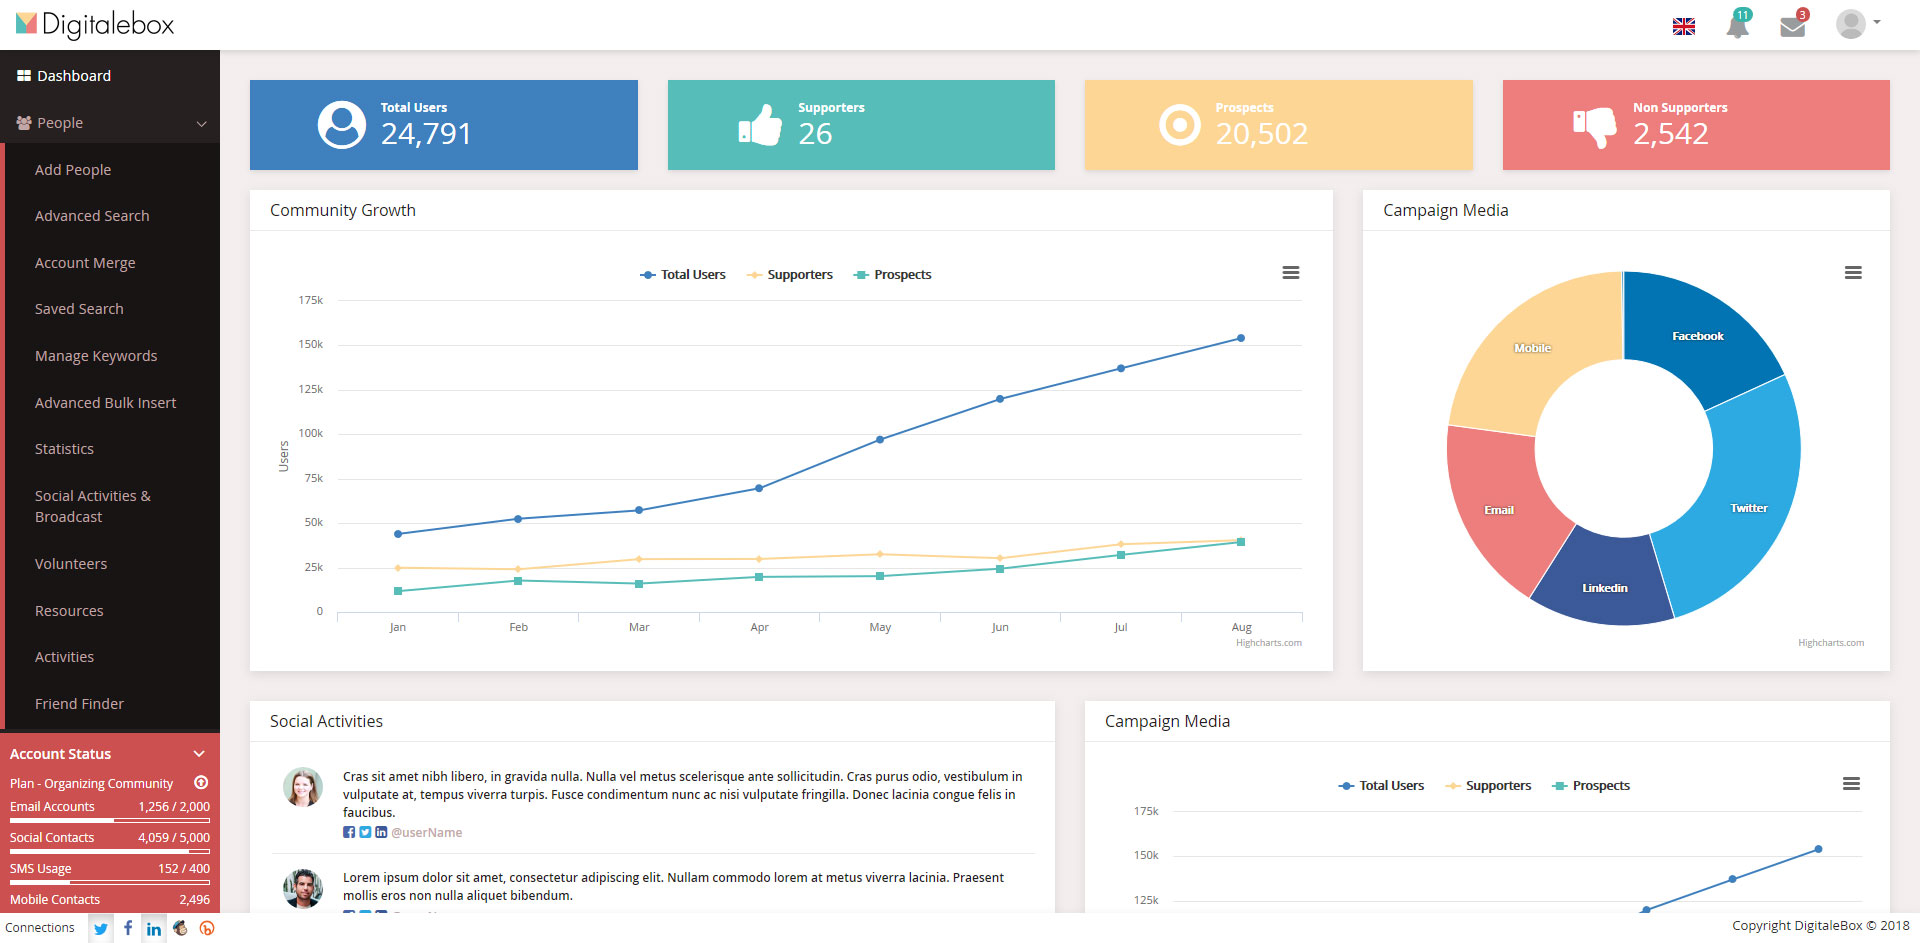 Digitalebox
11
3
Dashboard
People
Add People
Advanced Search
Account Merge
Saved Search
Manage Keywords
Advanced Bulk Insert
Statistics
Social Activities &
Broadcast
Volunteers
Resources
Activities
Friend Finder
Account Status
Plan - Organizing Community
Email Accounts 1,256 / 2,000
Social Contacts 4,059 / 5,000
SMS Usage 152 / 400
Mobile Contacts 2,496
Total Users
24,791
Supporters
26
Prospects
20,502
Non Supporters
2,542
Community Growth
Total Users Supporters Prospects
175k
150k
125k
100k
75k
50k
25k
0
Users
Jan Feb Mar Apr May Jun Jul Aug
Highcharts.com
Campaign Media
Facebook
Mobile
Twitter
Email
Linkedin
Highcharts.com
Social Activities
Cras sit amet nibh libero, in gravida nulla. Nulla vel metus scelerisque ante sollicitudin. Cras purus odio, vestibulum in
vulputate at, tempus viverra turpis. Fusce condimentum nunc ac nisi vulputate fringilla. Donec lacinia congue felis in
faucibus.
@userName
Lorem ipsum dolor sit amet, consectetur adipiscing elit. Nullam commodo lorem at metus viverra lacinia. Praesent
mollis eros non nulla aliquet bibendum.
Campaign Media
Total Users Supporters Prospects
175k
150k
125k
Connections
Copyright DigitaleBox © 2018